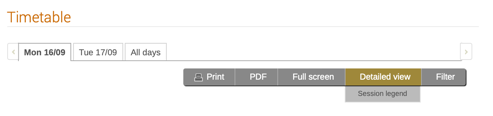 Timetable
Mon 16/09 Tue 17/09 All days
Print PDF Full screen Detailed view Filter
Session legend